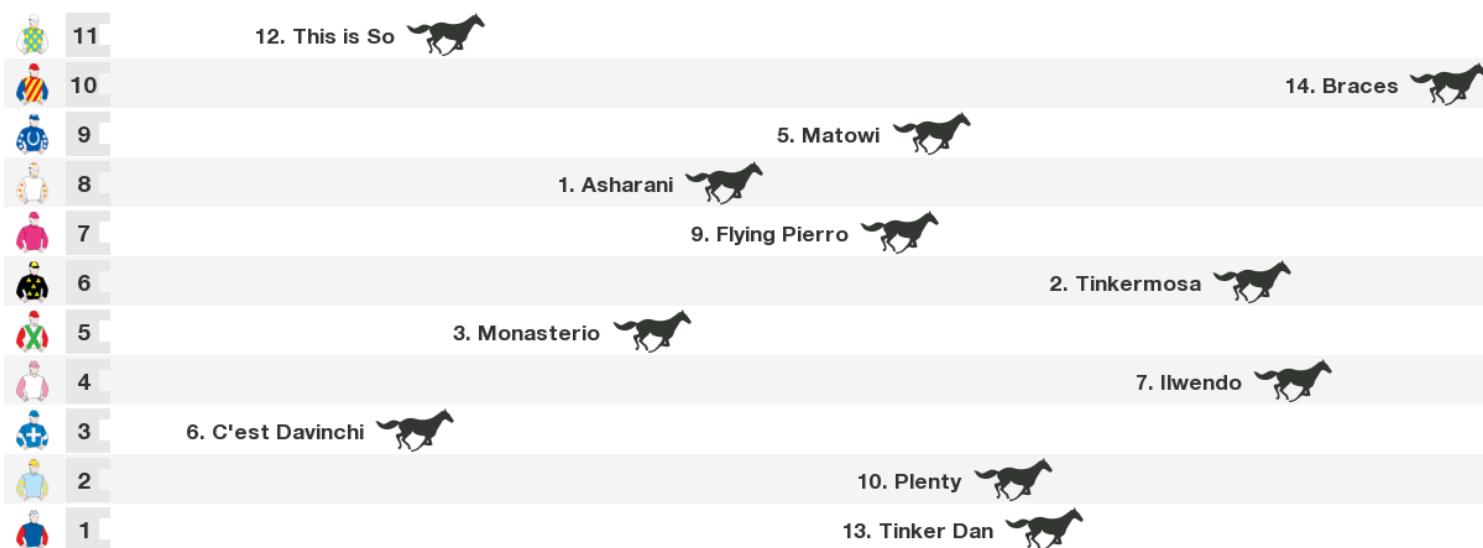 11 12. This is So
10 14. Braces
9 5. Matowi
8 1. Asharani
7 9. Flying Pierro
6 2. Tinkermosa
5 3. Monasterio
4 7. Ilwendo
3 6. C'est Davinchi
2 10. Plenty
1 13. Tinker Dan